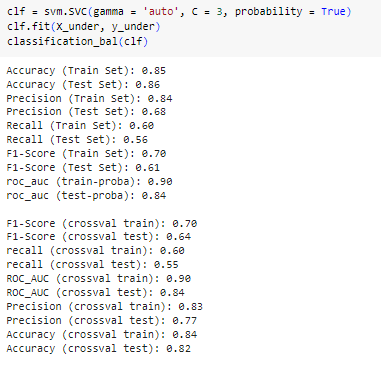 clf = svm.SVC(gamma = 'auto', C = 3, probability = True)
clf.fit(X_under, y_under)
classification_bal(clf)
Accuracy (Train Set): 0.85
Accuracy (Test Set): 0.86
Precision (Train Set): 0.84
Precision (Test Set): 0.68
Recall (Train Set): 0.60
Recall (Test Set): 0.56
F1-Score (Train Set): 0.70
F1-Score (Test Set): 0.61
roc_auc (train-proba): 0.90
roc_auc (test-proba): 0.84
F1-Score (crossval train): 0.70
F1-Score (crossval test): 0.64
recall (crossval train): 0.60
recall (crossval test): 0.55
ROC_AUC (crossval train): 0.90
ROC_AUC (crossval test): 0.84
Precision (crossval train): 0.83
Precision (crossval test): 0.77
Accuracy (crossval train): 0.84
Accuracy (crossval test): 0.82